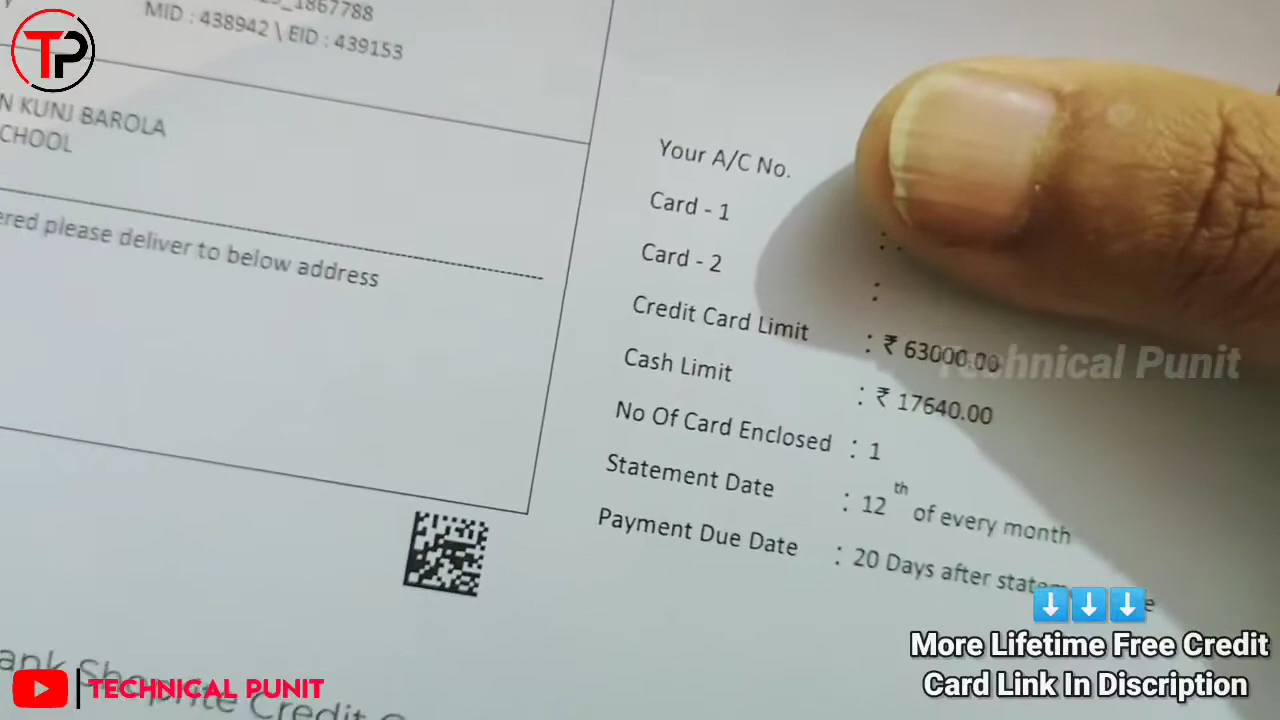 TP
1867788
MID : 438942 \ EID : 439153
N KUNJ BAROLA
CHOOL
please deliver to below address
Your A/C No.
Card - 1 :
Card - 2 :
Credit Card Limit : ₹ 63000.00
Cash Limit : ₹ 17640.00
No Of Card Enclosed : 1
Statement Date : 12th of every month
Payment Due Date : 20 Days after
Technical Punit
⬇️⬇️⬇️
More Lifetime Free Credit
Card Link In Discription
Shoprite Credit
TECHNICAL PUNIT